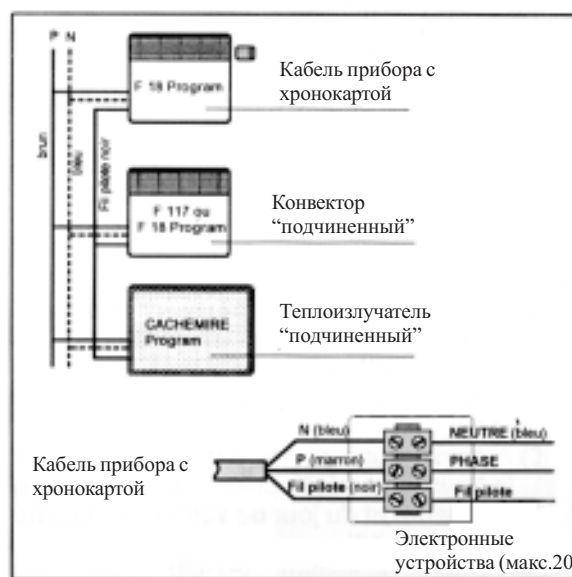 P N
F 18 Program
Кабель прибора с
хронокартой
brun
bleu
Fil pilote noir
F 117 ou
F 18 Program
Конвектор
“подчиненный”
CACHEMIRE
Program
Теплоизлучатель
“подчиненный”
N (bleu)
NEUTRE (bleu)
Кабель прибора с
хронокартой
P (marron)
PHASE
Fil pilote (noir)
Fil pilote
Электронные
устройства (макс.20